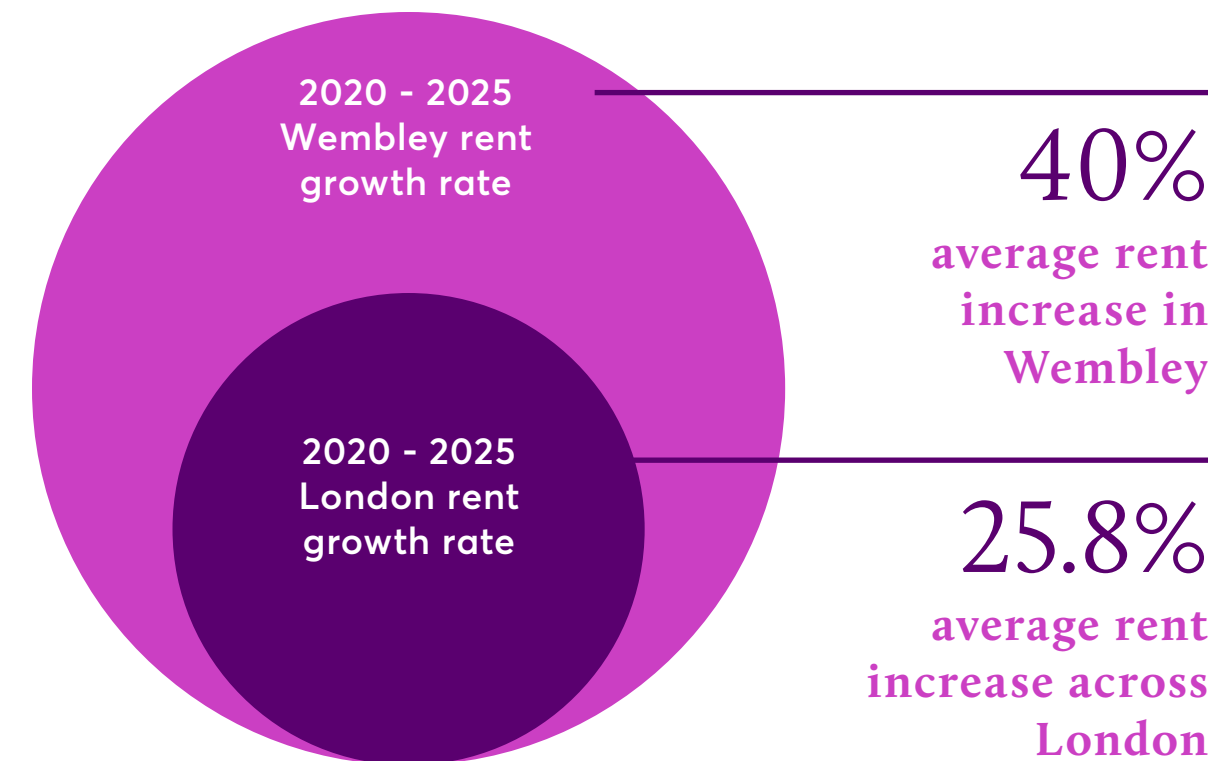 2020 - 2025
Wembley rent
growth rate
40%
average rent
increase in
Wembley
2020 - 2025
London rent
growth rate
25.8%
average rent
increase across
London